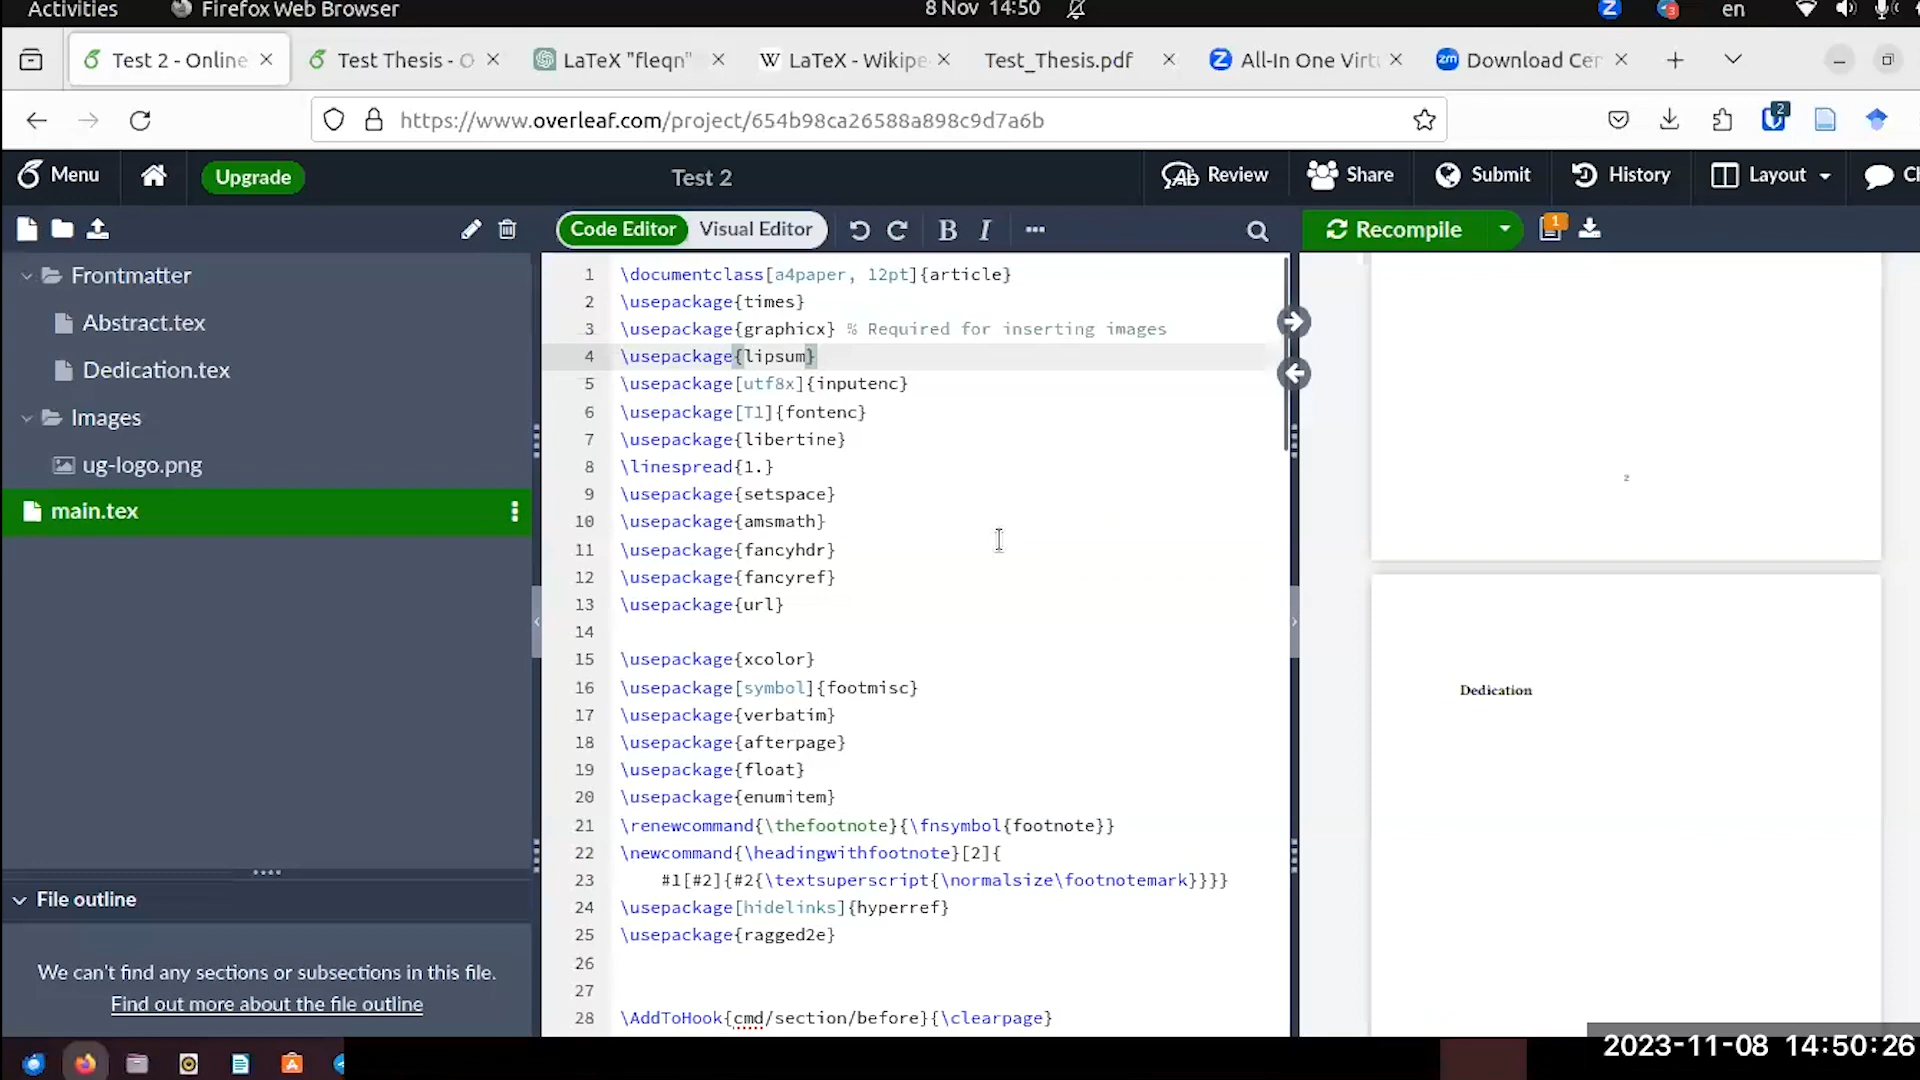 Activities Firefox Web Browser 8 Nov 14:50 en
Test 2 - Online Test Thesis - O LaTeX "fleqn" LaTeX - Wikipe Test_Thesis.pdf All-In One Virtu Download Cen
https://www.overleaf.com/project/654b98ca26588a898c9d7a6b 2
Menu Upgrade Test 2 Review Share Submit History Layout Ch
Code Editor Visual Editor B I ... Recompile 1
Frontmatter
Abstract.tex
Dedication.tex
Images
ug-logo.png
main.tex
File outline
We can't find any sections or subsections in this file.
Find out more about the file outline
1 \documentclass[a4paper, 12pt]{article}
2 \usepackage{times}
3 \usepackage{graphicx} % Required for inserting images
4 \usepackage{lipsum}
5 \usepackage[utf8x]{inputenc}
6 \usepackage[T1]{fontenc}
7 \usepackage{libertine}
8 \linespread{1.}
9 \usepackage{setspace}
10 \usepackage{amsmath}
11 \usepackage{fancyhdr}
12 \usepackage{fancyref}
13 \usepackage{url}
14
15 \usepackage{xcolor}
16 \usepackage[symbol]{footmisc}
17 \usepackage{verbatim}
18 \usepackage{afterpage}
19 \usepackage{float}
20 \usepackage{enumitem}
21 \renewcommand{\thefootnote}{\fnsymbol{footnote}}
22 \newcommand{\headingwithfootnote}[2]{
23 #1[#2]{#2{\textsuperscript{\normalsize\footnotemark}}}}
24 \usepackage[hidelinks]{hyperref}
25 \usepackage{ragged2e}
26
27
28 \AddToHook{cmd/section/before}{\clearpage}
2
Dedication
2023-11-08 14:50:26